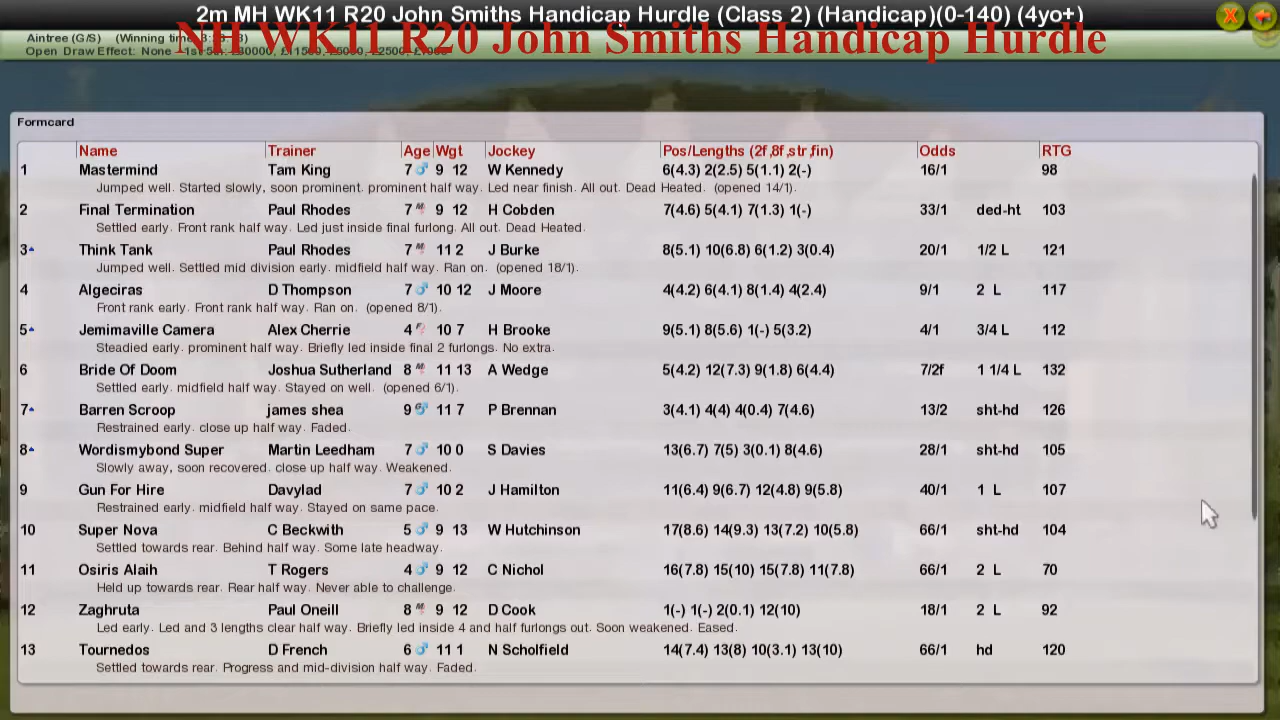 2m MH WK11 R20 John Smiths Handicap Hurdle (Class 2) (Handicap)(0-140) (4yo+)
NH WK11 R20 John Smiths Handicap Hurdle
Aintree (G/S) (Winning time
Open Draw Effect: None
Formcard
Name Trainer Age Wgt Jockey Pos/Lengths (2f,8f,str,fin) Odds RTG
1 Mastermind Tam King 7 9 12 W Kennedy 6(4.3) 2(2.5) 5(1.1) 2(-) 16/1 98
Jumped well. Started slowly, soon prominent. prominent half way. Led near finish. All out. Dead Heated. (opened 14/1).
2 Final Termination Paul Rhodes 7 9 12 H Cobden 7(4.6) 5(4.1) 7(1.3) 1(-) 33/1 ded-ht 103
Settled early. Front rank half way. Led just inside final furlong. All out. Dead Heated.
3 Think Tank Paul Rhodes 7 11 2 J Burke 8(5.1) 10(6.8) 6(1.2) 3(0.4) 20/1 1/2 L 121
Jumped well. Settled mid division early. midfield half way. Ran on. (opened 18/1).
4 Algeciras D Thompson 7 10 12 J Moore 4(4.2) 6(4.1) 8(1.4) 4(2.4) 9/1 2 L 117
Front rank early. Front rank half way. Ran on. (opened 8/1).
5 Jemimaville Camera Alex Cherrie 4 10 7 H Brooke 9(5.1) 8(5.6) 1(-) 5(3.2) 4/1 3/4 L 112
Steadied early. prominent half way. Briefly led inside final 2 furlongs. No extra.
6 Bride Of Doom Joshua Sutherland 8 11 13 A Wedge 5(4.2) 12(7.3) 9(1.8) 6(4.4) 7/2f 1 1/4 L 132
Settled early. midfield half way. Stayed on well. (opened 6/1).
7 Barren Scroop james shea 9 11 7 P Brennan 3(4.1) 4(4) 4(0.4) 7(4.6) 13/2 sht-hd 126
Restrained early. close up half way. Faded.
8 Wordismybond Super Martin Leedham 7 10 0 S Davies 13(6.7) 7(5) 3(0.1) 8(4.6) 28/1 sht-hd 105
Slowly away, soon recovered. close up half way. Weakened.
9 Gun For Hire Davylad 7 10 2 J Hamilton 11(6.4) 9(6.7) 12(4.8) 9(5.8) 40/1 1 L 107
Restrained early. midfield half way. Stayed on same pace.
10 Super Nova C Beckwith 5 9 13 W Hutchinson 17(8.6) 14(9.3) 13(7.2) 10(5.8) 66/1 sht-hd 104
Settled towards rear. Behind half way. Some late headway.
11 Osiris Alaih T Rogers 4 9 12 C Nichol 16(7.8) 15(10) 15(7.8) 11(7.8) 66/1 2 L 70
Held up towards rear. Rear half way. Never able to challenge.
12 Zaghruta Paul Oneill 8 9 12 D Cook 1(-) 1(-) 2(0.1) 12(10) 18/1 2 L 92
Led early. Led and 3 lengths clear half way. Briefly led inside 4 and half furlongs out. Soon weakened. Eased.
13 Tournedos D French 6 11 1 N Scholfield 14(7.4) 13(8) 10(3.1) 13(10) 66/1 hd 120
Settled towards rear. Progress and mid-division half way. Faded.